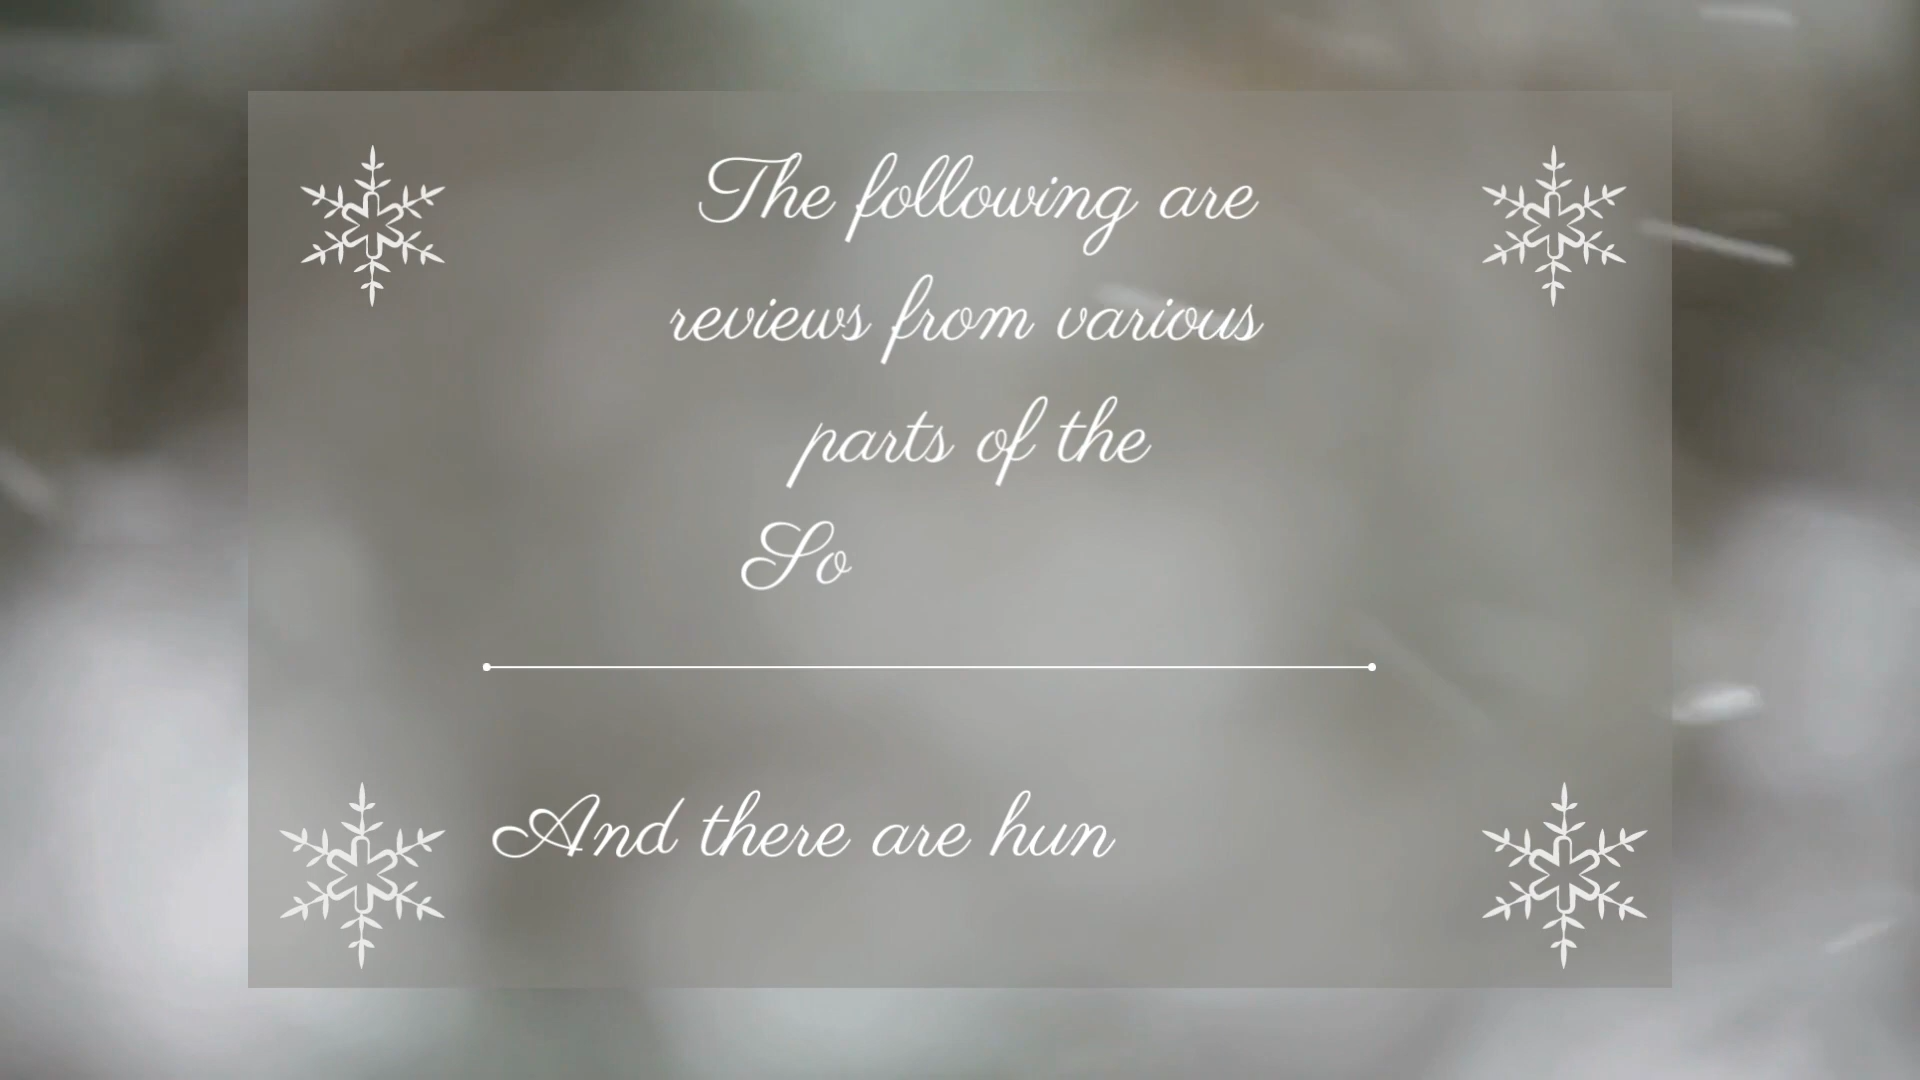 The following are
reviews from various
parts of the
So
And there are hun